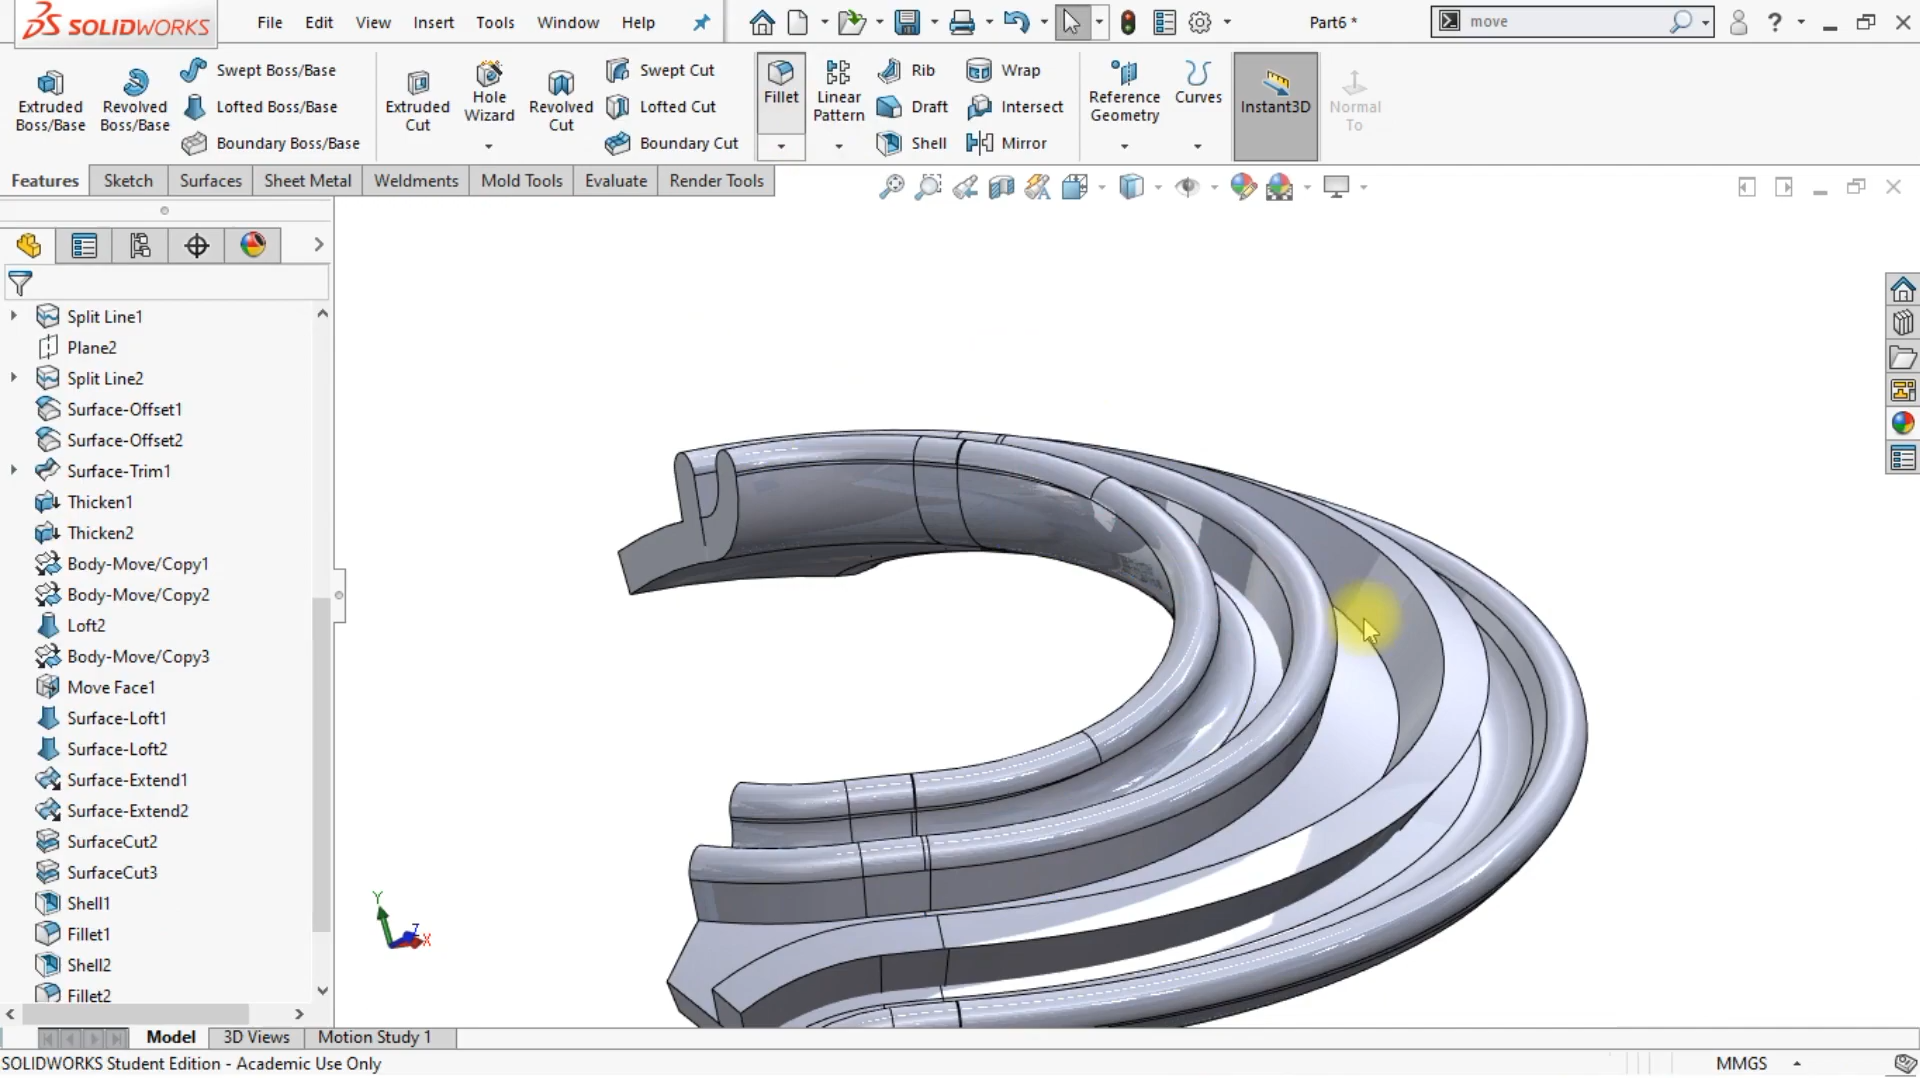 SOLIDWORKS File Edit View Insert Tools Window Help Part6 * move ?
Extruded Boss/Base
Revolved Boss/Base
Swept Boss/Base
Lofted Boss/Base
Boundary Boss/Base
Extruded Cut
Hole Wizard
Revolved Cut
Swept Cut
Lofted Cut
Boundary Cut
Fillet
Linear Pattern
Rib
Draft
Shell
Wrap
Intersect
Mirror
Reference Geometry
Curves
Instant3D
Normal To
Features Sketch Surfaces Sheet Metal Weldments Mold Tools Evaluate Render Tools
Split Line1
Plane2
Split Line2
Surface-Offset1
Surface-Offset2
Surface-Trim1
Thicken1
Thicken2
Body-Move/Copy1
Body-Move/Copy2
Loft2
Body-Move/Copy3
Move Face1
Surface-Loft1
Surface-Loft2
Surface-Extend1
Surface-Extend2
SurfaceCut2
SurfaceCut3
Shell1
Fillet1
Shell2
Fillet2
Y
Z
X
Model 3D Views Motion Study 1
SOLIDWORKS Student Edition - Academic Use Only MMGS